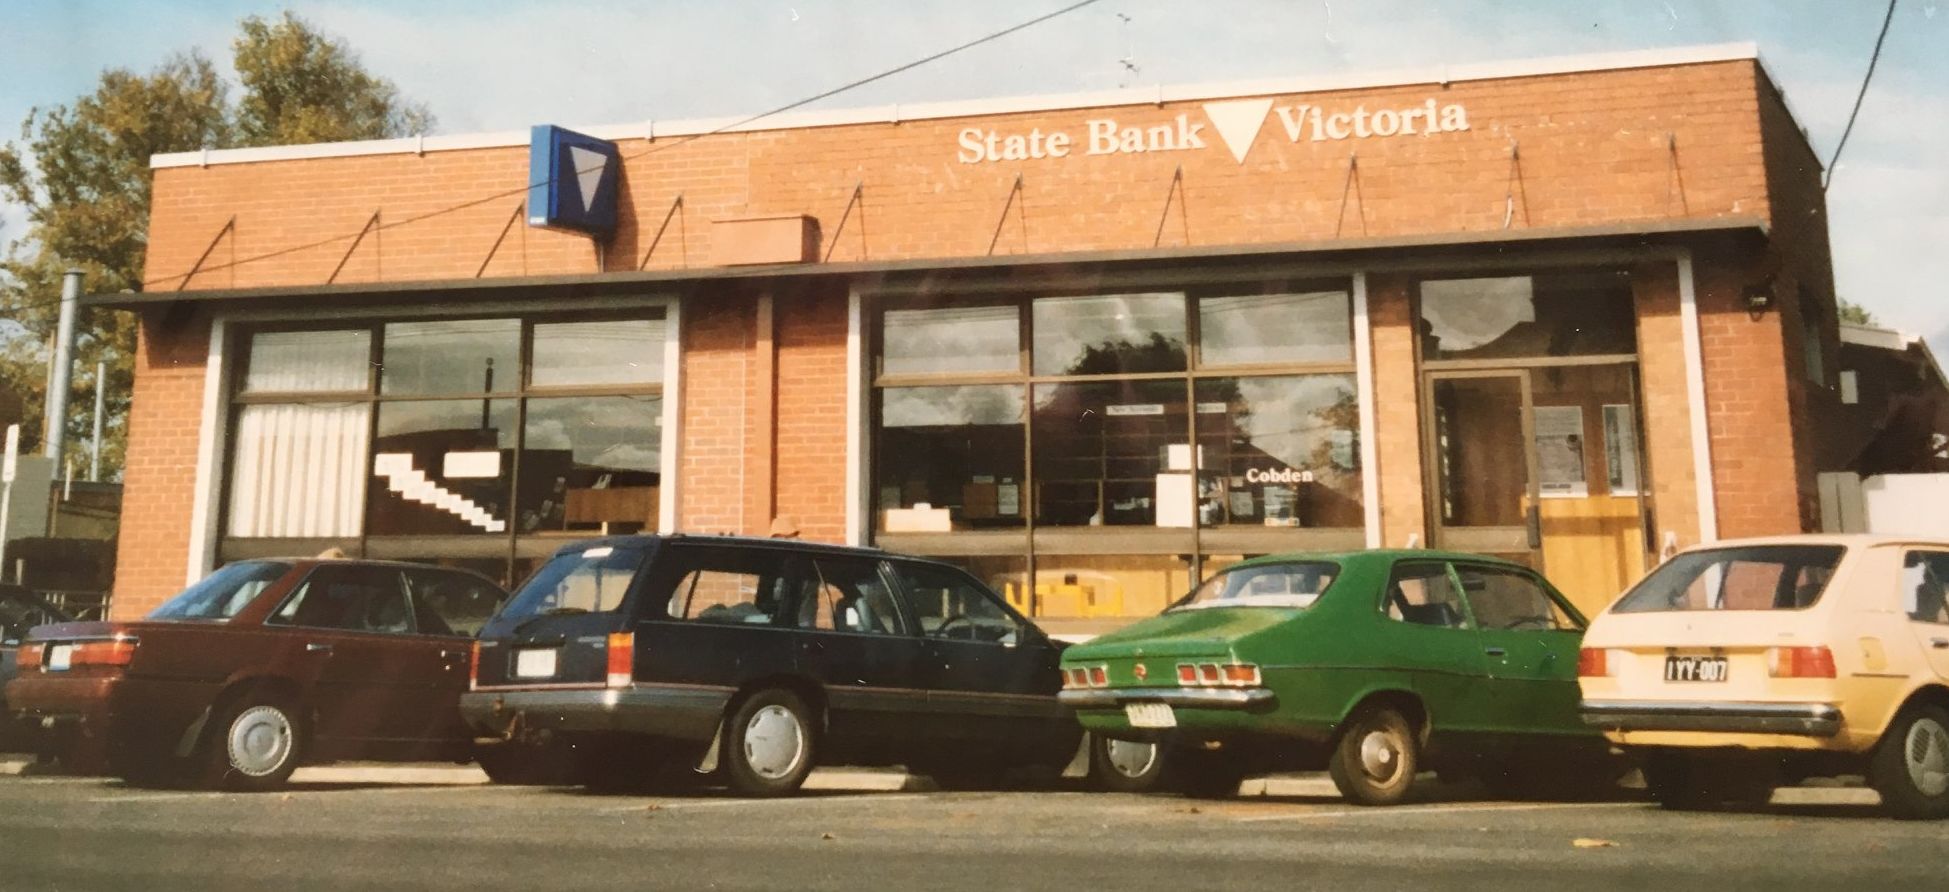 State Bank Victoria
Cobden
IYY-007